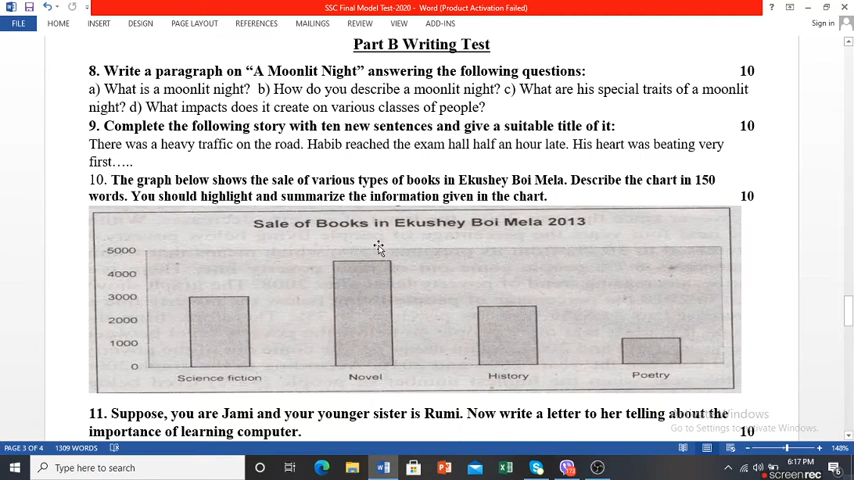 SSC Final Model Test-2020 - Word (Product Activation Failed)
FILE HOME INSERT DESIGN PAGE LAYOUT REFERENCES MAILINGS REVIEW VIEW ADD-INS Sign in
Part B Writing Test
8. Write a paragraph on “A Moonlit Night” answering the following questions: 10
a) What is a moonlit night? b) How do you describe a moonlit night? c) What are his special traits of a moonlit
night? d) What impacts does it create on various classes of people?
9. Complete the following story with ten new sentences and give a suitable title of it: 10
There was a heavy traffic on the road. Habib reached the exam hall half an hour late. His heart was beating very
first…..
10. The graph below shows the sale of various types of books in Ekushey Boi Mela. Describe the chart in 150
words. You should highlight and summarize the information given in the chart. 10
Sale of Books in Ekushey Boi Mela 2013
5000
4000
3000
2000
1000
0
Science fiction Novel History Poetry
11. Suppose, you are Jami and your younger sister is Rumi. Now write a letter to her telling about the
importance of learning computer. 10
Activate Windows
Go to Settings to activate Windows.
PAGE 3 OF 4 1309 WORDS 148%
Type here to search
6:17 PM
screenrec